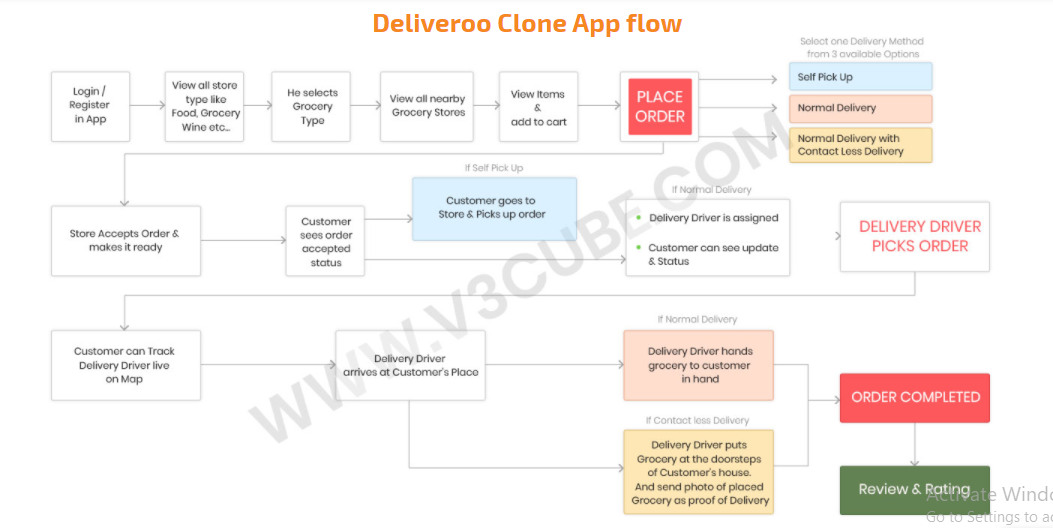 Deliveroo Clone App flow
Select one Delivery Method
from 3 available Options
Login /
Register
in App
View all store
type like
Food, Grocery
Wine etc...
He selects
Grocery
Type
View all nearby
Grocery Stores
View Items
&
add to cart
PLACE
ORDER
Self Pick Up
Normal Delivery
Normal Delivery with
Contact Less Delivery
If Self Pick Up
If Normal Delivery
Store Accepts Order &
makes it ready
Customer
sees order
accepted
status
Customer goes to
Store & Picks up order
Delivery Driver is assigned
Customer can see update
& Status
DELIVERY DRIVER
PICKS ORDER
WWW.V3CUBE.COM
Customer can Track
Delivery Driver live
on Map
Delivery Driver
arrives at Customer's Place
If Normal Delivery
Delivery Driver hands
grocery to customer
in hand
ORDER COMPLETED
If Contact less Delivery
Delivery Driver puts
Grocery at the doorsteps
of Customer's house.
And send photo of placed
Grocery as proof of Delivery
Review & Rating
Activate Windo
Go to Settings to ac